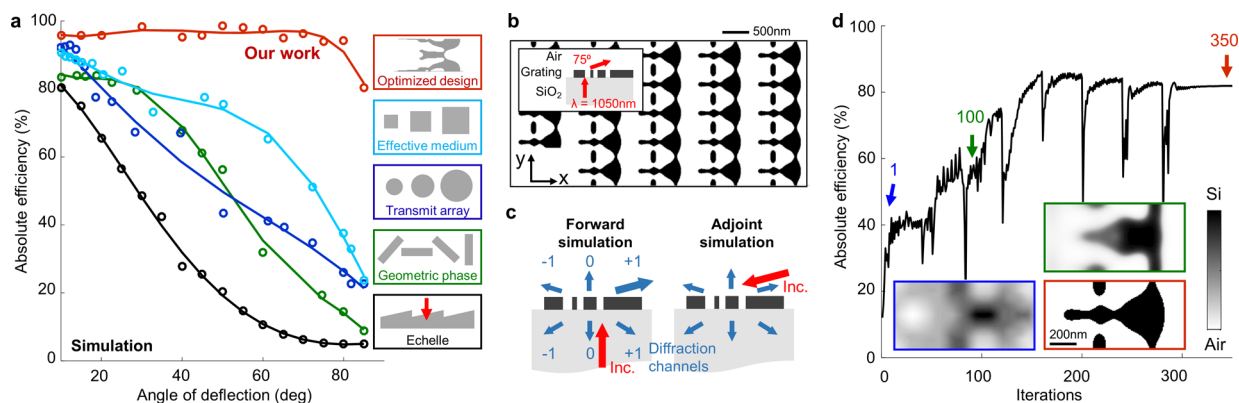 a
Absolute efficiency (%)
100
80
60
40
20
0
20
40
60
80
Angle of deflection (deg)
Our work
Simulation
Optimized design
Effective medium
Transmit array
Geometric phase
Echelle
b
500nm
Air
Grating
SiO2
75º
λ = 1050nm
y
x
c
Forward
simulation
Adjoint
simulation
-1
0
+1
Inc.
-1
0
+1
Inc.
Diffraction
channels
d
Absolute efficiency (%)
80
60
40
20
0
0
100
200
300
Iterations
1
100
350
200nm
Si
Air